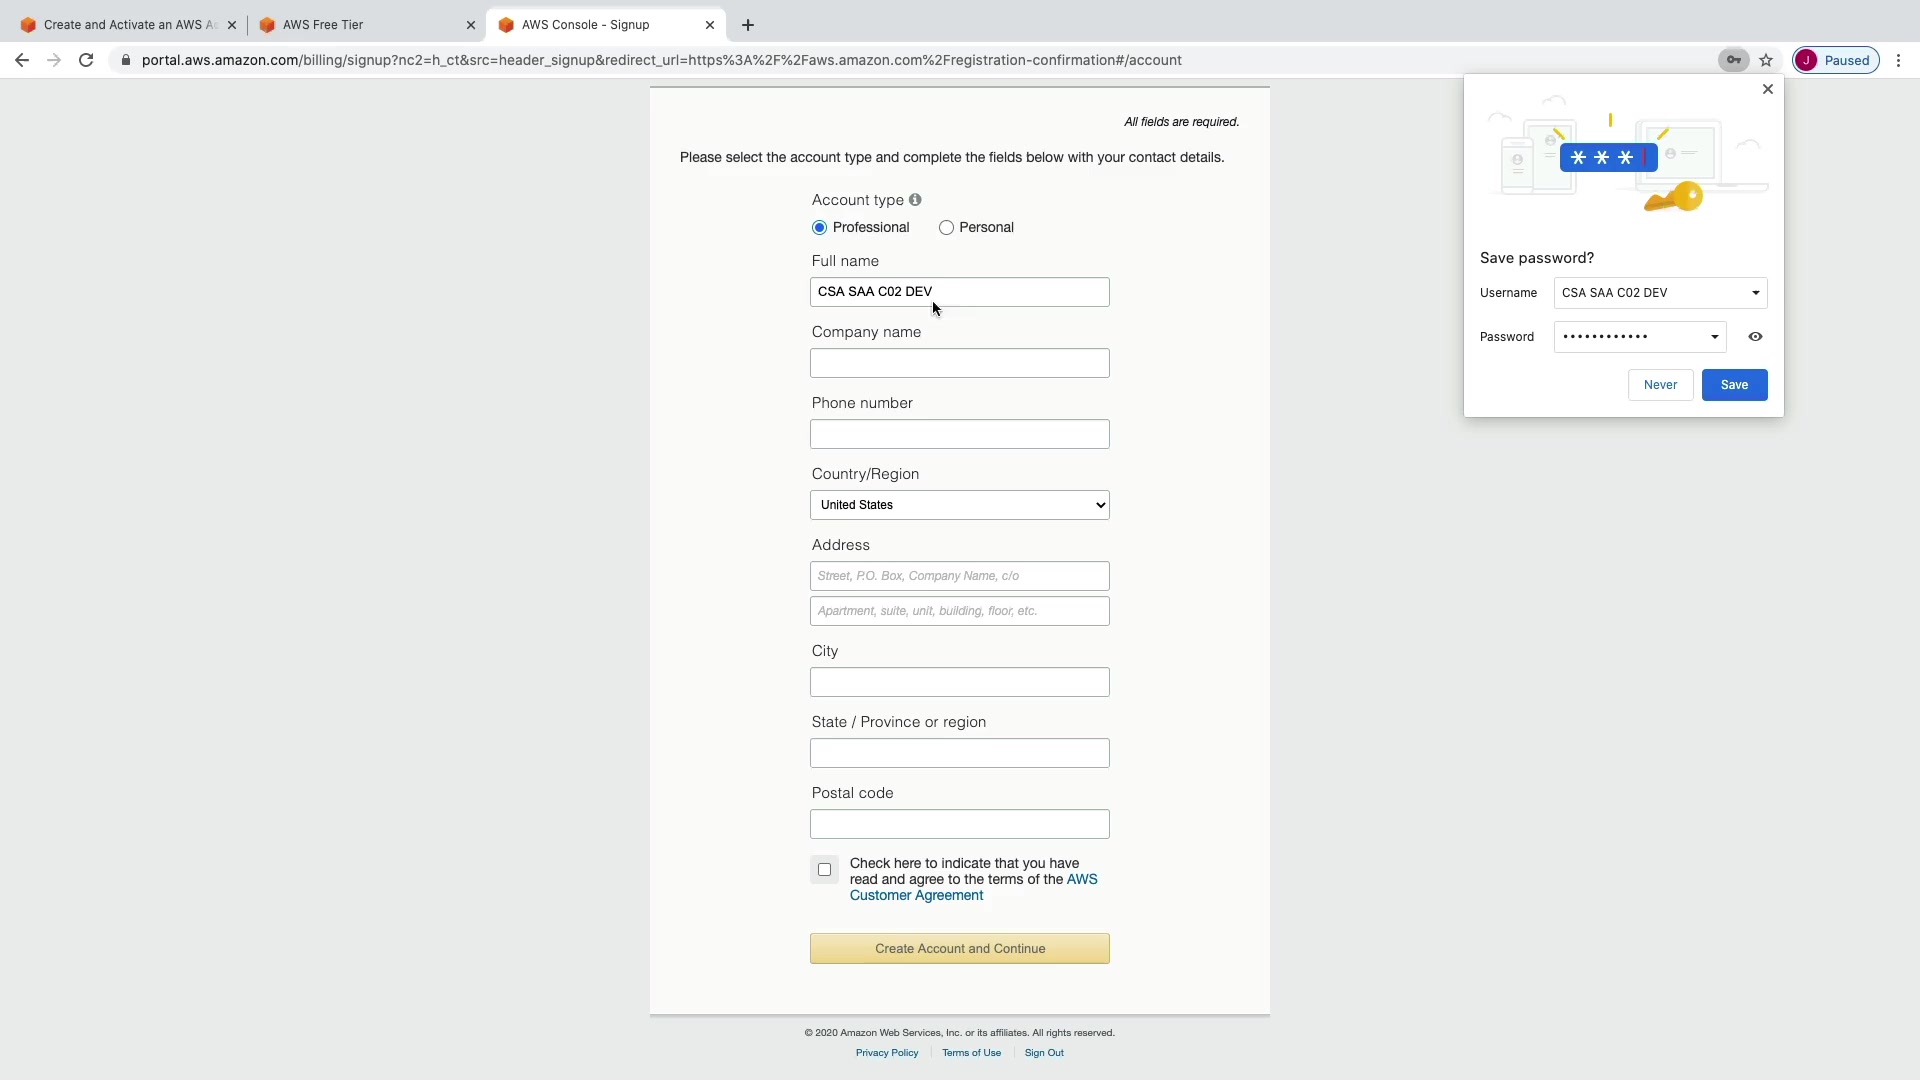 Create and Activate an AWS A
AWS Free Tier
AWS Console - Signup
portal.aws.amazon.com/billing/signup?nc2=h_ct&src=header_signup&redirect_url=https%3A%2F%2Faws.amazon.com%2Fregistration-confirmation#/account
J Paused
All fields are required.
Please select the account type and complete the fields below with your contact details.
Account type
Professional Personal
Full name
CSA SAA C02 DEV
Company name
Phone number
Country/Region
United States
Address
Street, P.O. Box, Company Name, c/o
Apartment, suite, unit, building, floor, etc.
City
State / Province or region
Postal code
Check here to indicate that you have
read and agree to the terms of the AWS
Customer Agreement
Create Account and Continue
© 2020 Amazon Web Services, Inc. or its affiliates. All rights reserved.
Privacy Policy Terms of Use Sign Out
Save password?
Username CSA SAA C02 DEV
Password ••••••••••••
Never Save